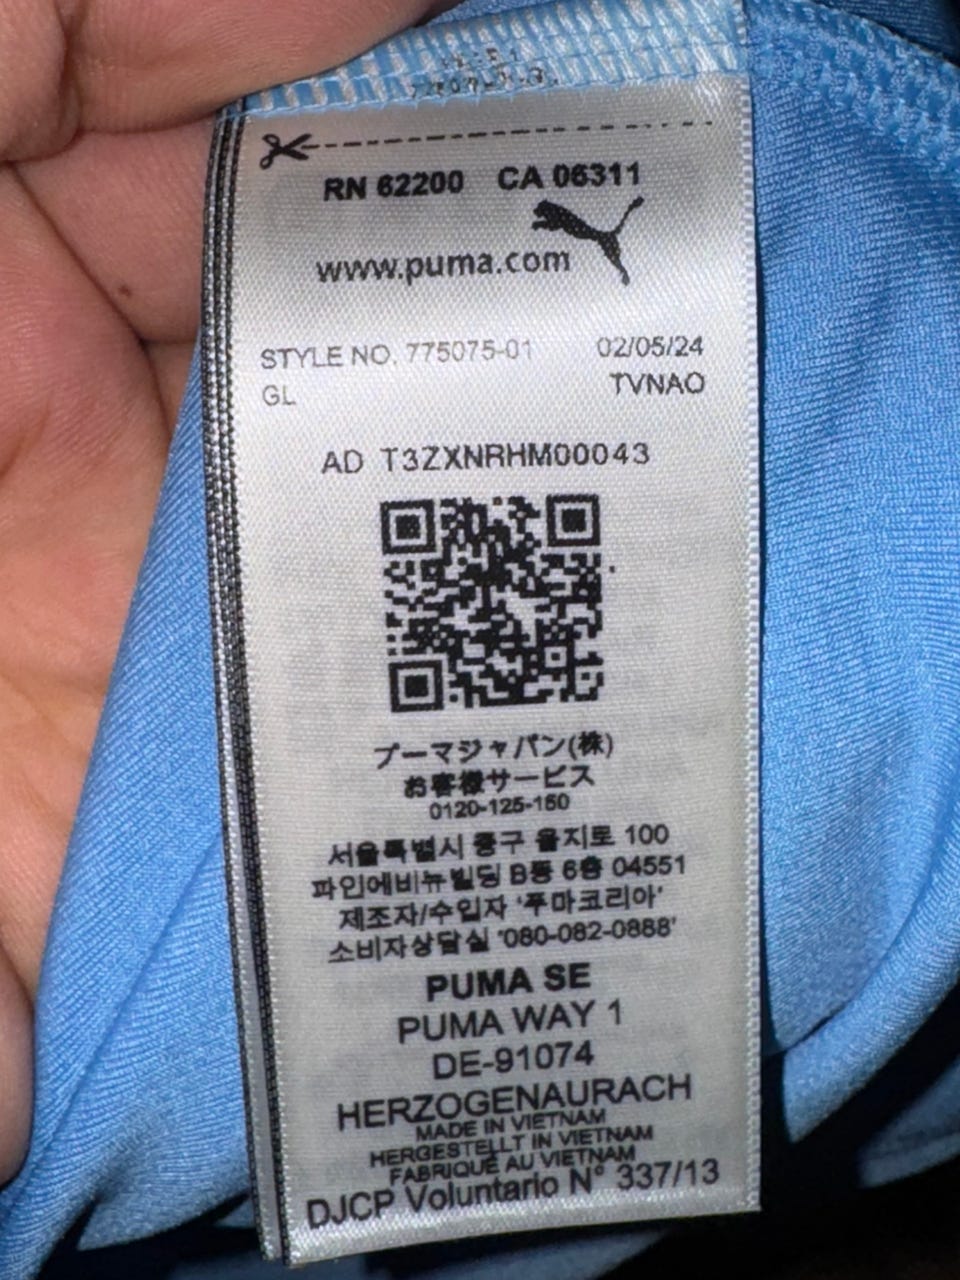 RN 62200 CA 06311
www.puma.com
STYLE NO. 775075-01 02/05/24
GL TVNAO
AD T3ZXNRHM00043
プーマジャパン(株)
お客様サービス
0120-125-150
서울특별시 중구 을지로 100
파인에비뉴빌딩 B동 6층 04551
제조자/수입자 '푸마코리아'
소비자상담실 '080-082-0888'
PUMA SE
PUMA WAY 1
DE-91074
HERZOGENAURACH
MADE IN VIETNAM
HERGESTELLT IN VIETNAM
FABRIQUÉ AU VIETNAM
DJCP Voluntario N° 337/13